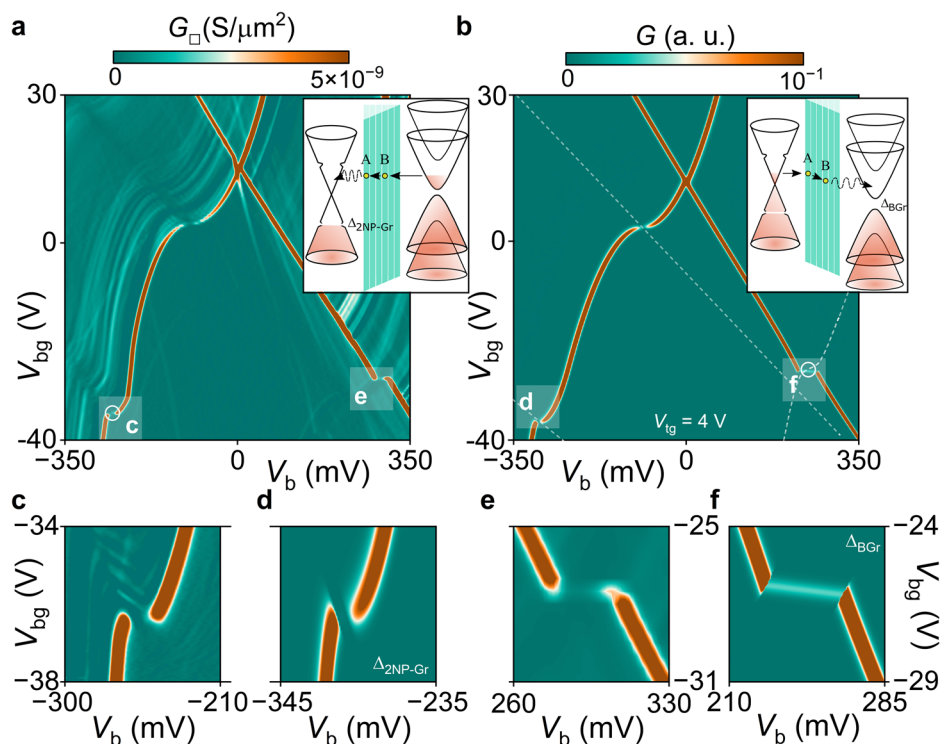 a
G□(S/μm²)
0
5×10⁻⁹
b
G (a. u.)
0
10⁻¹
30
0
−40
V_bg (V)
−350
0
350
V_b (mV)
A B
Δ_2NP-Gr
c
e
30
0
−40
V_bg (V)
−350
0
350
V_b (mV)
A
B
Δ_BGr
d
f
V_tg = 4 V
c
−34
−38
V_bg (V)
−300
−210
V_b (mV)
d
Δ_2NP-Gr
−345
−235
V_b (mV)
e
−25
−31
260
330
V_b (mV)
f
Δ_BGr
−24
−29
V_bg (V)
210
285
V_b (mV)